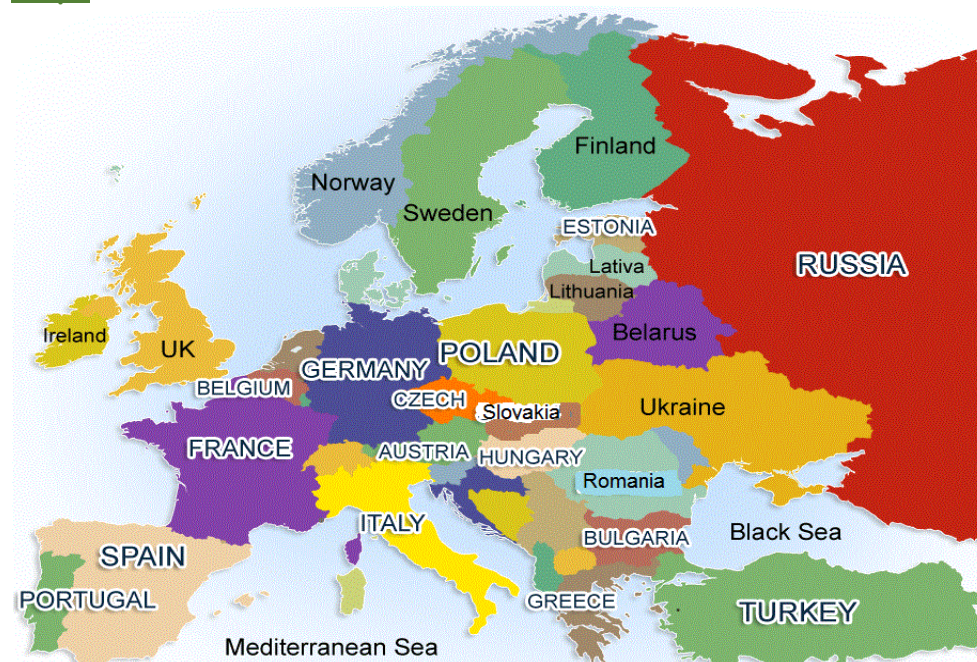 Finland
Norway
Sweden
ESTONIA
RUSSIA
Lativa
Lithuania
Ireland
UK
Belarus
POLAND
GERMANY
BELGIUM
CZECH
Slovakia
Ukraine
FRANCE
AUSTRIA
HUNGARY
Romania
ITALY
Black Sea
BULGARIA
SPAIN
PORTUGAL
GREECE
TURKEY
Mediterranean Sea